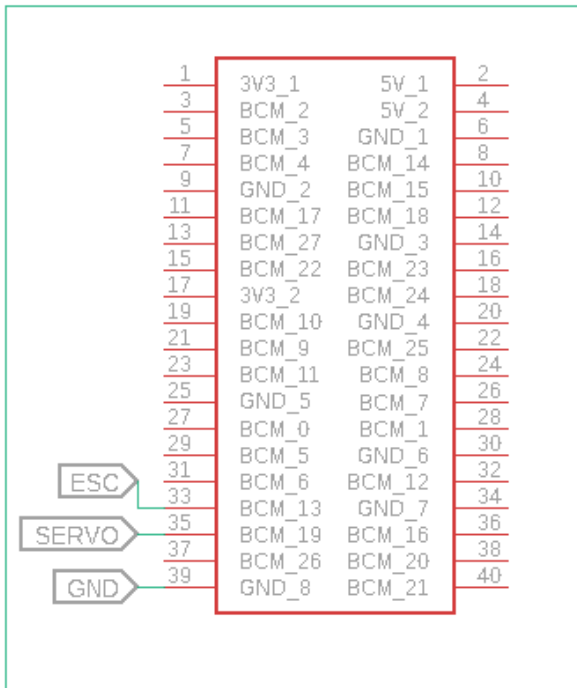 1 3V3_1 5V_1 2
3 BCM_2 5V_2 4
5 BCM_3 GND_1 6
7 BCM_4 BCM_14 8
9 GND_2 BCM_15 10
11 BCM_17 BCM_18 12
13 BCM_27 GND_3 14
15 BCM_22 BCM_23 16
17 3V3_2 BCM_24 18
19 BCM_10 GND_4 20
21 BCM_9 BCM_25 22
23 BCM_11 BCM_8 24
25 GND_5 BCM_7 26
27 BCM_0 BCM_1 28
29 BCM_5 GND_6 30
31 BCM_6 BCM_12 32
ESC 33 BCM_13 GND_7 34
SERVO 35 BCM_19 BCM_16 36
37 BCM_26 BCM_20 38
GND 39 GND_8 BCM_21 40